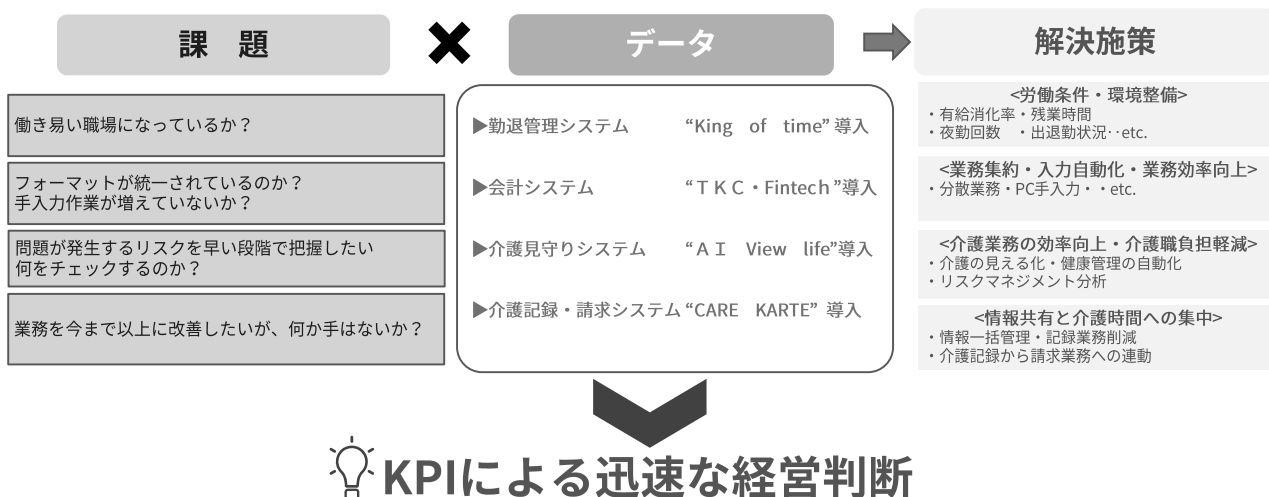 課　題
データ
解決施策
働き易い職場になっているか？
フォーマットが統一されているのか？
手入力作業が増えていないか？
問題が発生するリスクを早い段階で把握したい
何をチェックするのか？
業務を今まで以上に改善したいが、何か手はないか？
▶勤退管理システム　“King　of　time” 導入
▶会計システム　“ＴＫＣ・Fintech ”導入
▶介護見守りシステム　“ＡＩ　View　life”導入
▶介護記録・請求システム “CARE　KARTE” 導入
<労働条件・環境整備>
・有給消化率・残業時間
・夜勤回数　・出退勤状況‥etc.
<業務集約・入力自動化・業務効率向上>
・分散業務・PC手入力・・etc.
<介護業務の効率向上・介護職負担軽減>
・介護の見える化・健康管理の自動化
・リスクマネジメント分析
<情報共有と介護時間への集中>
・情報一括管理・記録業務削減
・介護記録から請求業務への連動
KPIによる迅速な経営判断